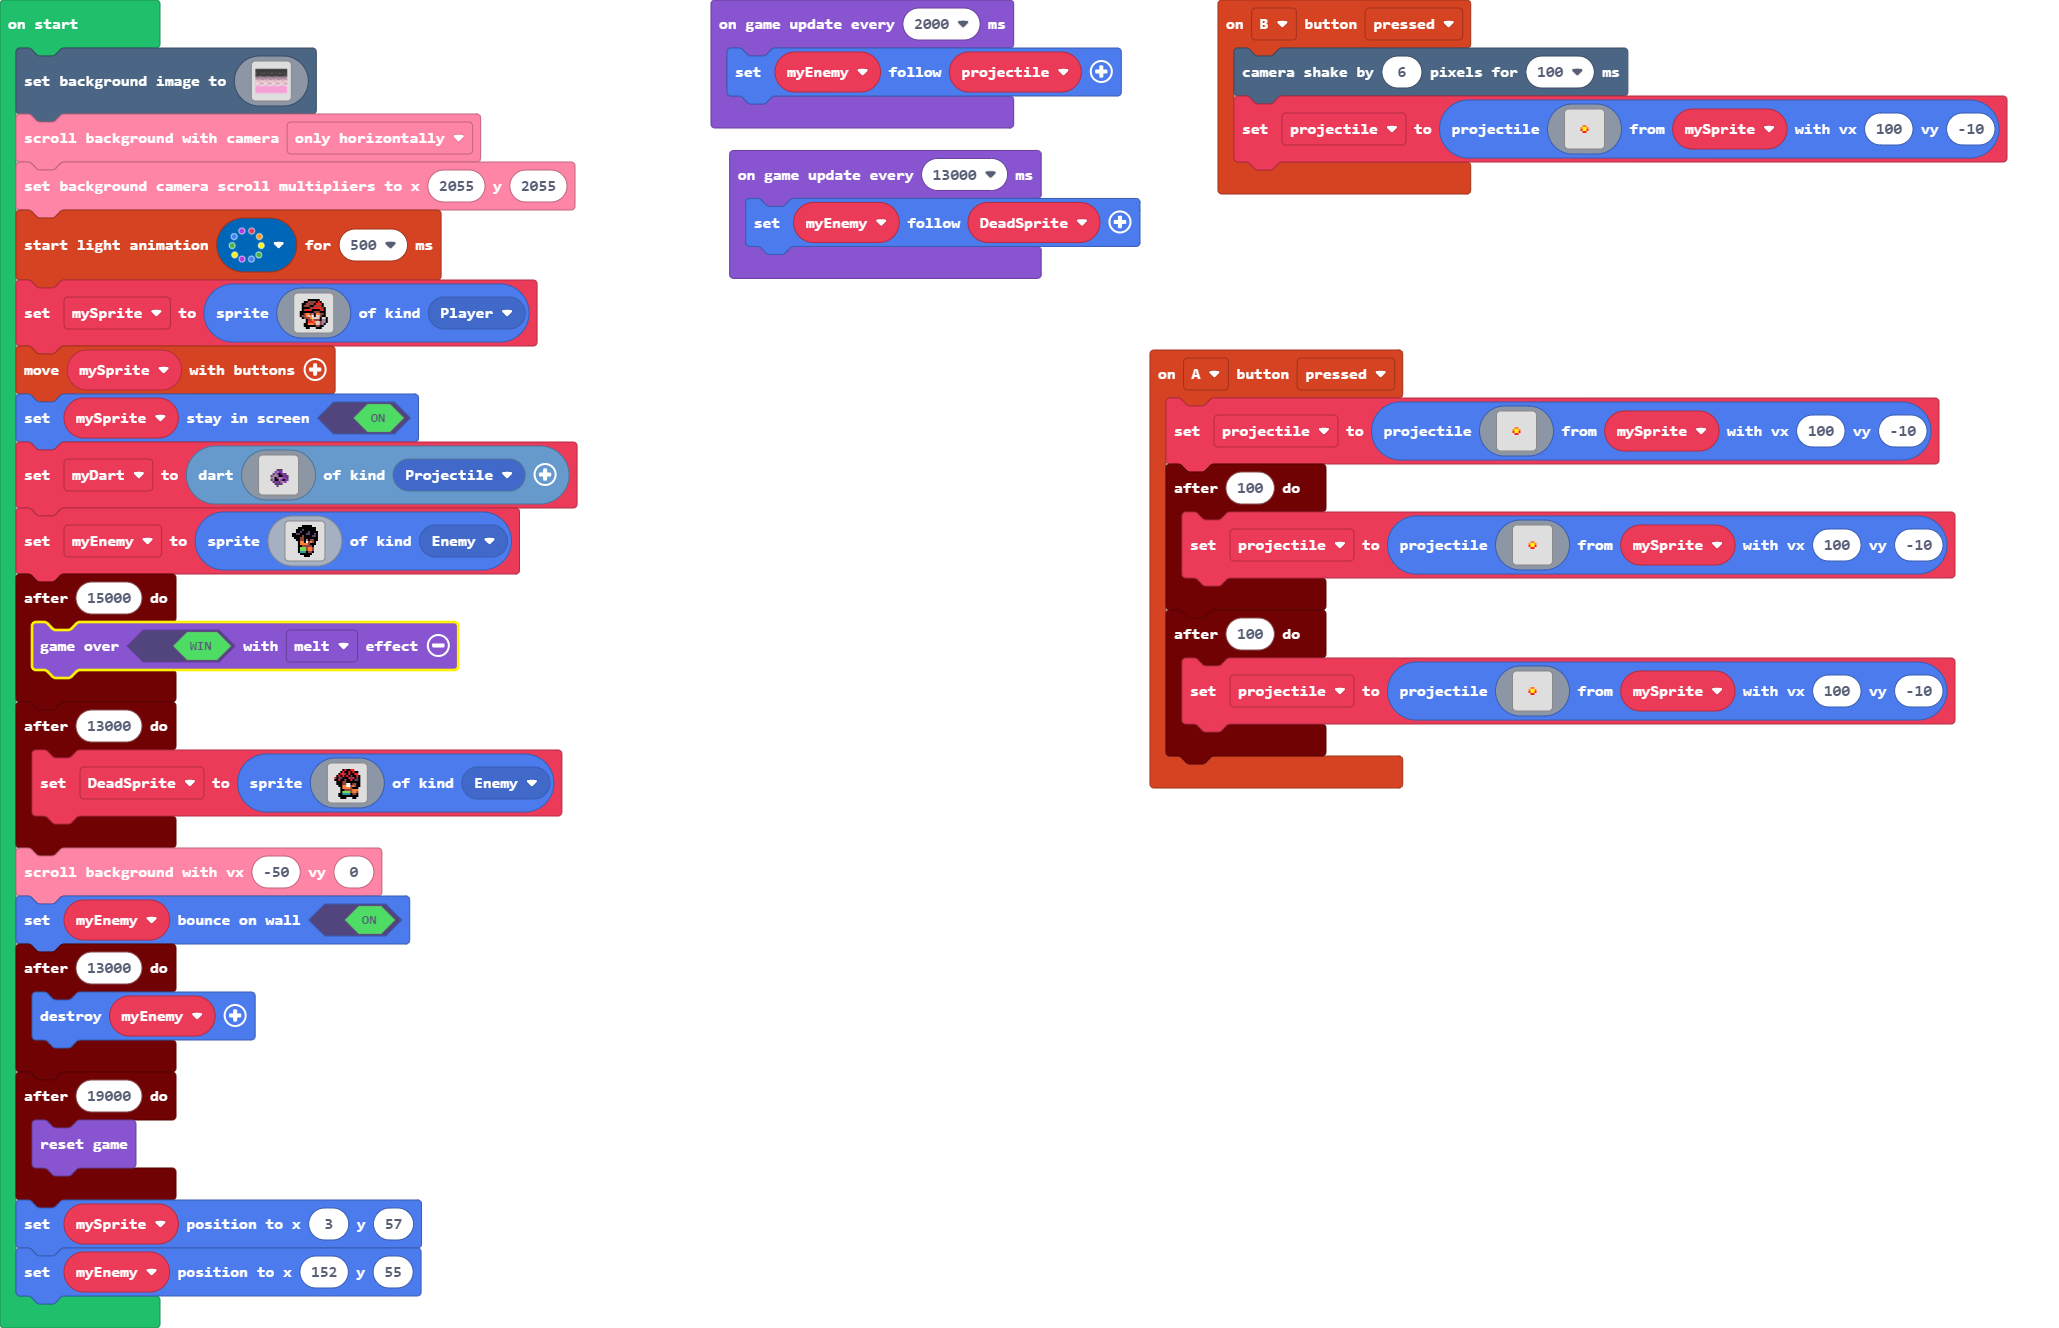 on start
set background image to
scroll background with camera only horizontally
set background camera scroll multipliers to x 2055 y 2055
start light animation for 500 ms
set mySprite to sprite of kind Player
move mySprite with buttons
set mySprite stay in screen ON
set myDart to dart of kind Projectile
set myEnemy to sprite of kind Enemy
after 15000 do
game over WIN with melt effect
after 13000 do
set DeadSprite to sprite of kind Enemy
scroll background with vx -50 vy 0
set myEnemy bounce on wall ON
after 13000 do
destroy myEnemy
after 19000 do
reset game
set mySprite position to x 3 y 57
set myEnemy position to x 152 y 55
on game update every 2000 ms
set myEnemy follow projectile
on game update every 13000 ms
set myEnemy follow DeadSprite
on B button pressed
camera shake by 6 pixels for 100 ms
set projectile to projectile from mySprite with vx 100 vy -10
on A button pressed
set projectile to projectile from mySprite with vx 100 vy -10
after 100 do
set projectile to projectile from mySprite with vx 100 vy -10
after 100 do
set projectile to projectile from mySprite with vx 100 vy -10